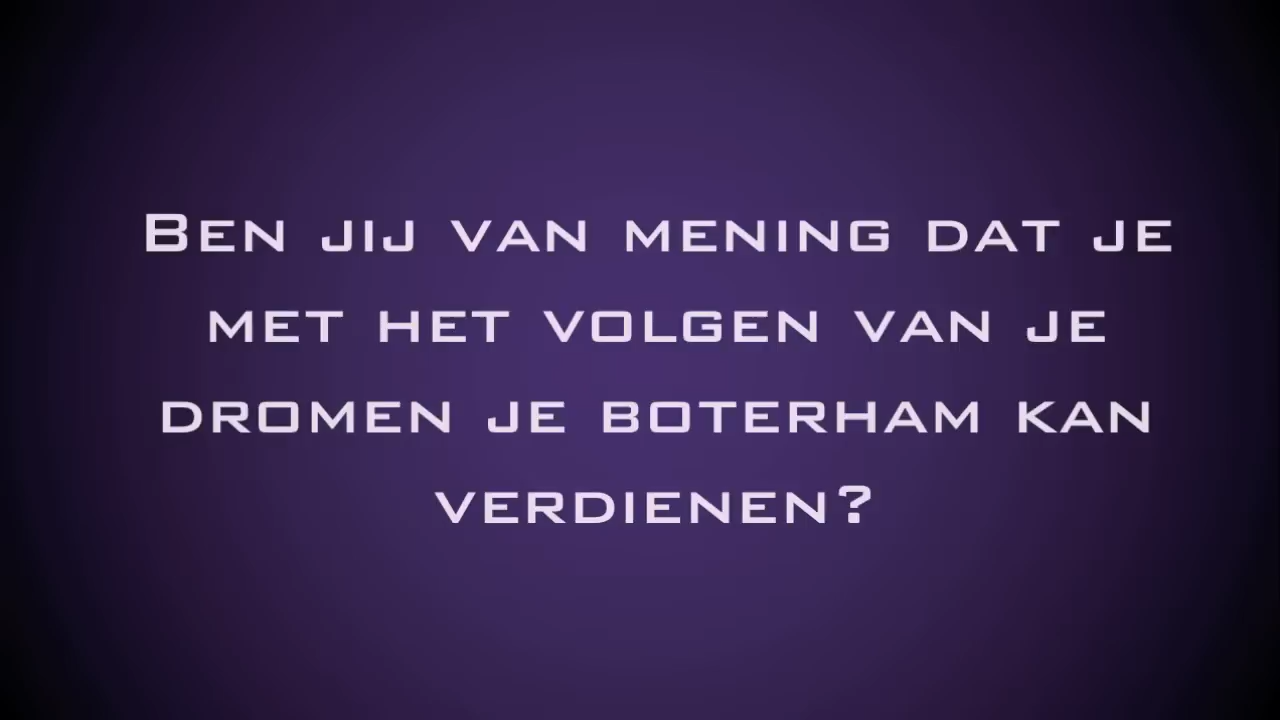 Ben jij van mening dat je
met het volgen van je
dromen je boterham kan
verdienen?